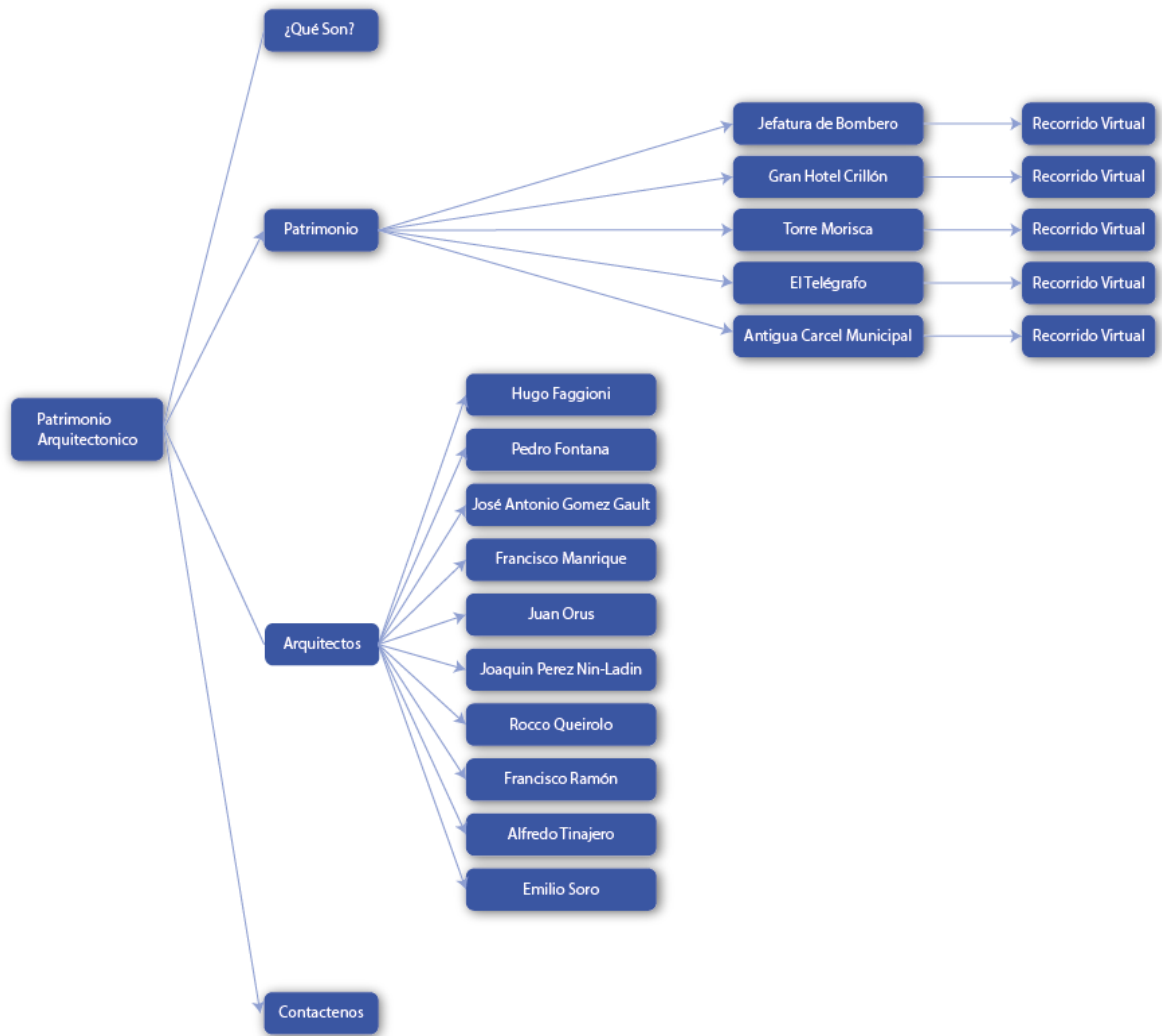 ¿Qué Son?
Jefatura de Bombero
Recorrido Virtual
Gran Hotel Crillón
Recorrido Virtual
Patrimonio
Torre Morisca
Recorrido Virtual
El Telégrafo
Recorrido Virtual
Antigua Carcel Municipal
Recorrido Virtual
Patrimonio
Arquitectonico
Hugo Faggioni
Pedro Fontana
José Antonio Gomez Gault
Francisco Manrique
Juan Orus
Arquitectos
Joaquin Perez Nin-Ladin
Rocco Queirolo
Francisco Ramón
Alfredo Tinajero
Emilio Soro
Contactenos